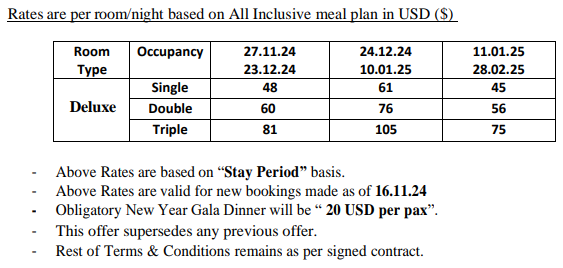 Rates are per room/night based on All Inclusive meal plan in USD ($)
Room Type Occupancy 27.11.24 23.12.24 24.12.24 10.01.25 11.01.25 28.02.25
Deluxe Single 48 61 45
Double 60 76 56
Triple 81 105 75
- Above Rates are based on “Stay Period” basis.
- Above Rates are valid for new bookings made as of 16.11.24
- Obligatory New Year Gala Dinner will be “ 20 USD per pax”.
- This offer supersedes any previous offer.
- Rest of Terms & Conditions remains as per signed contract.